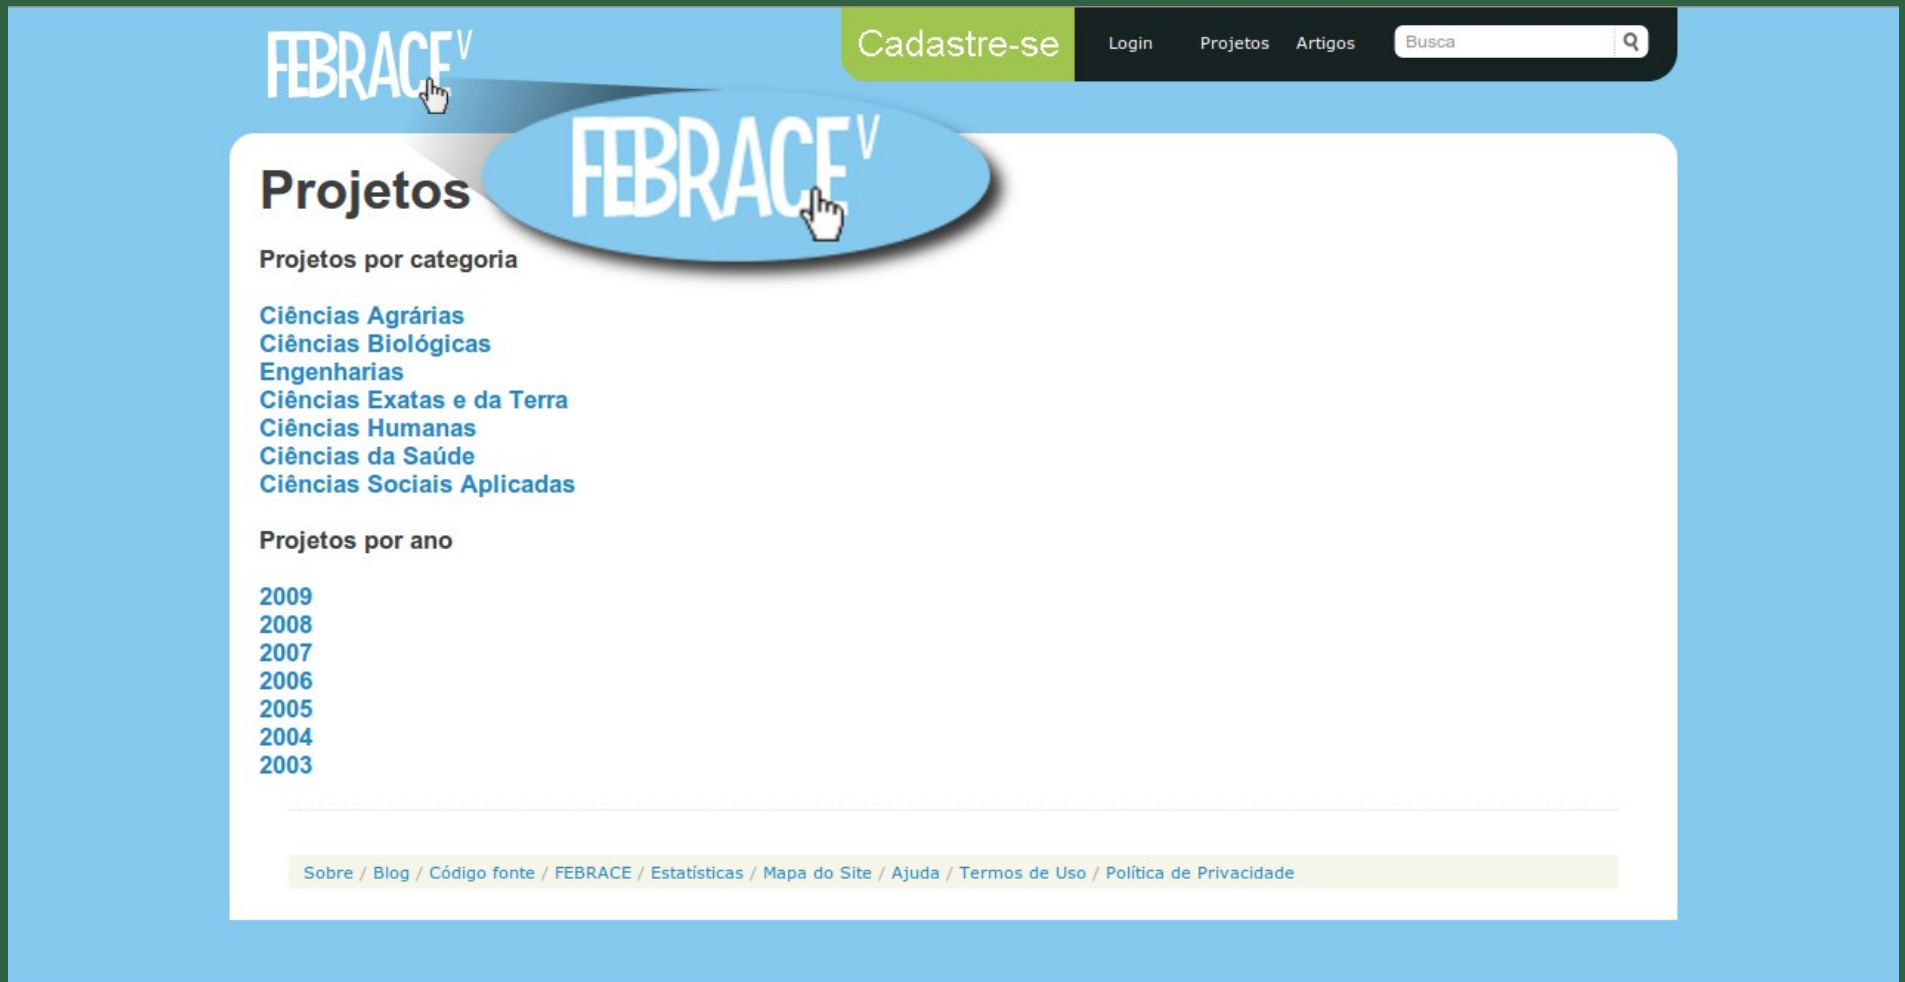 FEBRACE V
Cadastre-se
Login Projetos Artigos Busca
FEBRACE V
Projetos
Projetos por categoria
Ciências Agrárias
Ciências Biológicas
Engenharias
Ciências Exatas e da Terra
Ciências Humanas
Ciências da Saúde
Ciências Sociais Aplicadas
Projetos por ano
2009
2008
2007
2006
2005
2004
2003
Sobre / Blog / Código fonte / FEBRACE / Estatísticas / Mapa do Site / Ajuda / Termos de Uso / Política de Privacidade